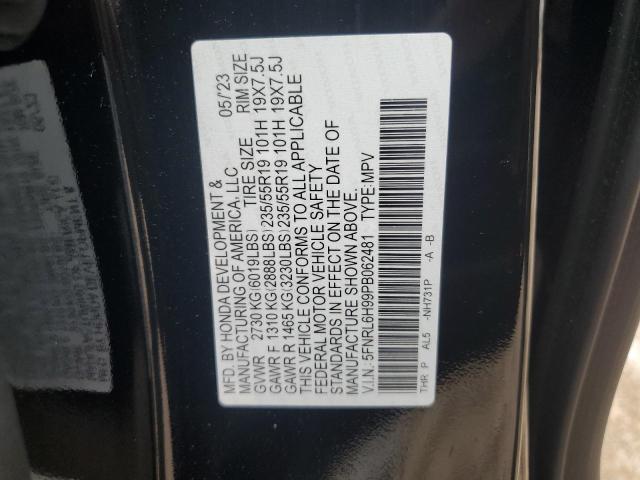 MFD. BY HONDA DEVELOPMENT & 05/'23
MANUFACTURING OF AMERICA, LLC
GVWR 2730 KG(6019LBS) TIRE SIZE RIM SIZE
GAWR F 1310 KG(2888LBS)235/55R19 101H 19X7.5J
GAWR R 1465 KG(3230LBS)235/55R19 101H 19X7.5J
THIS VEHICLE CONFORMS TO ALL APPLICABLE
FEDERAL MOTOR VEHICLE SAFETY
STANDARDS IN EFFECT ON THE DATE OF
MANUFACTURE SHOWN ABOVE.
V.I.N.:5FNRL6H99PB062481 TYPE:MPV
THR P AL5 -NH731P -A -B